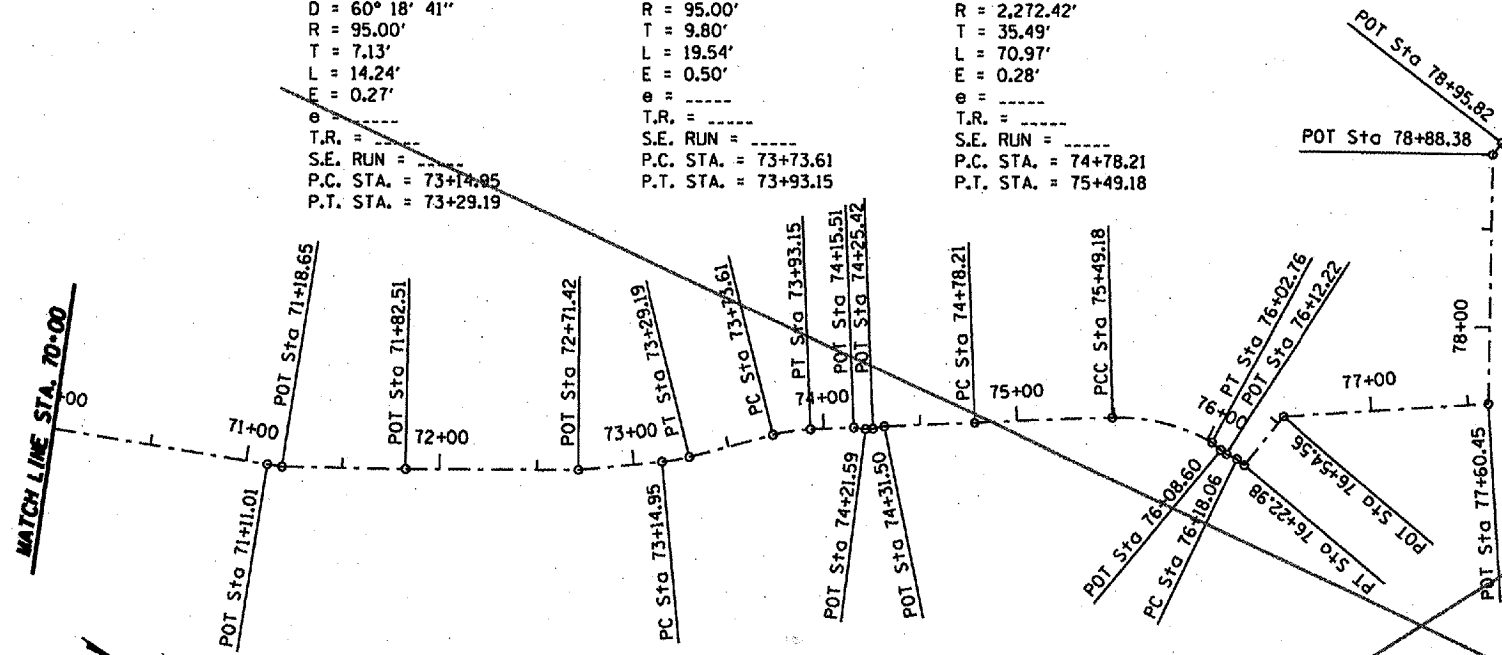 D = 60° 18' 41"
R = 95.00'
T = 7.13'
L = 14.24'
E = 0.27'
e = _____
T.R. = _____
S.E. RUN = _____
P.C. STA. = 73+14.95
P.T. STA. = 73+29.19
R = 95.00'
T = 9.80'
L = 19.54'
E = 0.50'
e = _____
T.R. = _____
S.E. RUN = _____
P.C. STA. = 73+73.61
P.T. STA. = 73+93.15
R = 2,272.42'
T = 35.49'
L = 70.97'
E = 0.28'
e = _____
T.R. = _____
S.E. RUN = _____
P.C. STA. = 74+78.21
P.T. STA. = 75+49.18
POT Sta 78+95.82
POT Sta 78+88.38
MATCH LINE STA. 70+00
+00
71+00
POT Sta 71+11.01
POT Sta 71+18.65
POT Sta 71+82.51
72+00
POT Sta 72+71.42
73+00
PC Sta 73+14.95
PT Sta 73+29.19
PC Sta 73+73.61
PT Sta 73+93.15
74+00
POT Sta 74+15.51
POT Sta 74+21.59
POT Sta 74+25.42
POT Sta 74+31.50
PC Sta 74+78.21
75+00
PCC Sta 75+49.18
76+00
PT Sta 76+02.76
POT Sta 76+08.60
POT Sta 76+12.22
PC Sta 76+18.06
PT Sta 76+22.98
POT Sta 76+54.56
77+00
POT Sta 77+60.45
78+00